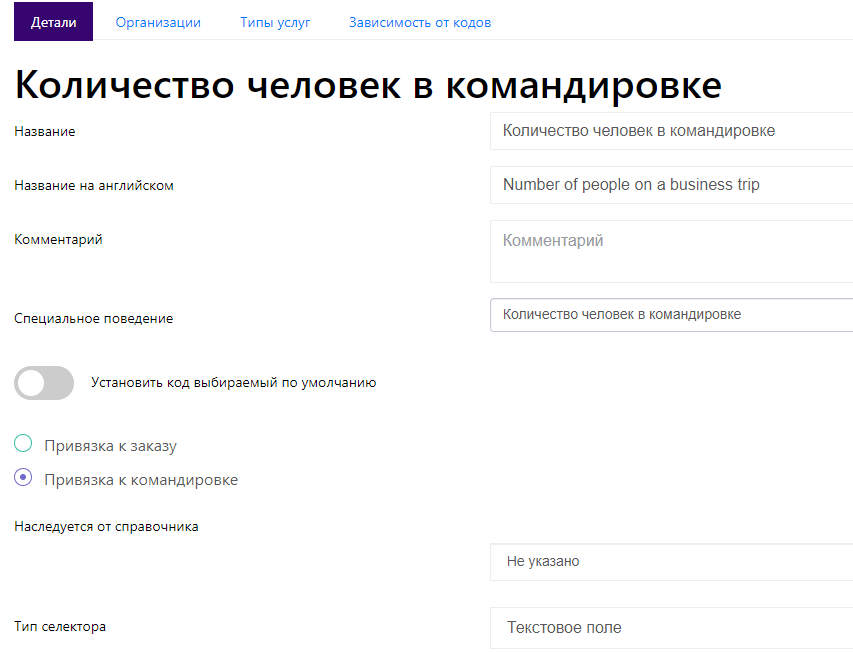 Детали Организации Типы услуг Зависимость от кодов
Количество человек в командировке
Название Количество человек в командировке
Название на английском Number of people on a business trip
Комментарий Комментарий
Специальное поведение Количество человек в командировке
Установить код выбираемый по умолчанию
Привязка к заказу
Привязка к командировке
Наследуется от справочника
Не указано
Тип селектора Текстовое поле